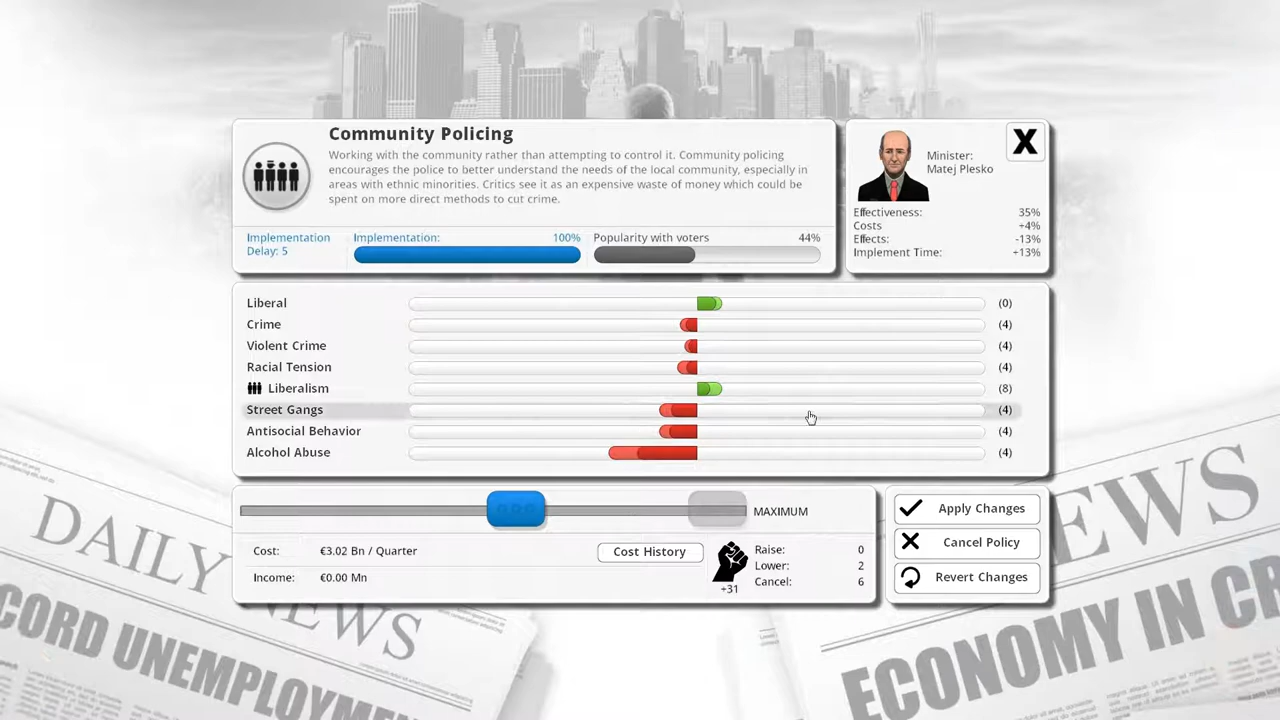 Community Policing
Working with the community rather than attempting to control it. Community policing
encourages the police to better understand the needs of the local community, especially in
areas with ethnic minorities. Critics see it as an expensive waste of money which could be
spent on more direct methods to cut crime.
Implementation
Delay: 5
Implementation: 100%
Popularity with voters 44%
X
Minister:
Matej Plesko
Effectiveness: 35%
Costs +4%
Effects: -13%
Implement Time: +13%
Liberal (0)
Crime (4)
Violent Crime (4)
Racial Tension (4)
Liberalism (8)
Street Gangs (4)
Antisocial Behavior (4)
Alcohol Abuse (4)
MAXIMUM
Cost: €3.02 Bn / Quarter
Cost History
Income: €0.00 Mn
+31
Raise: 0
Lower: 2
Cancel: 6
Apply Changes
Cancel Policy
Revert Changes
DAILY NEWS
CORD UNEMPLOYME
NEWS
ECONOMY IN CR